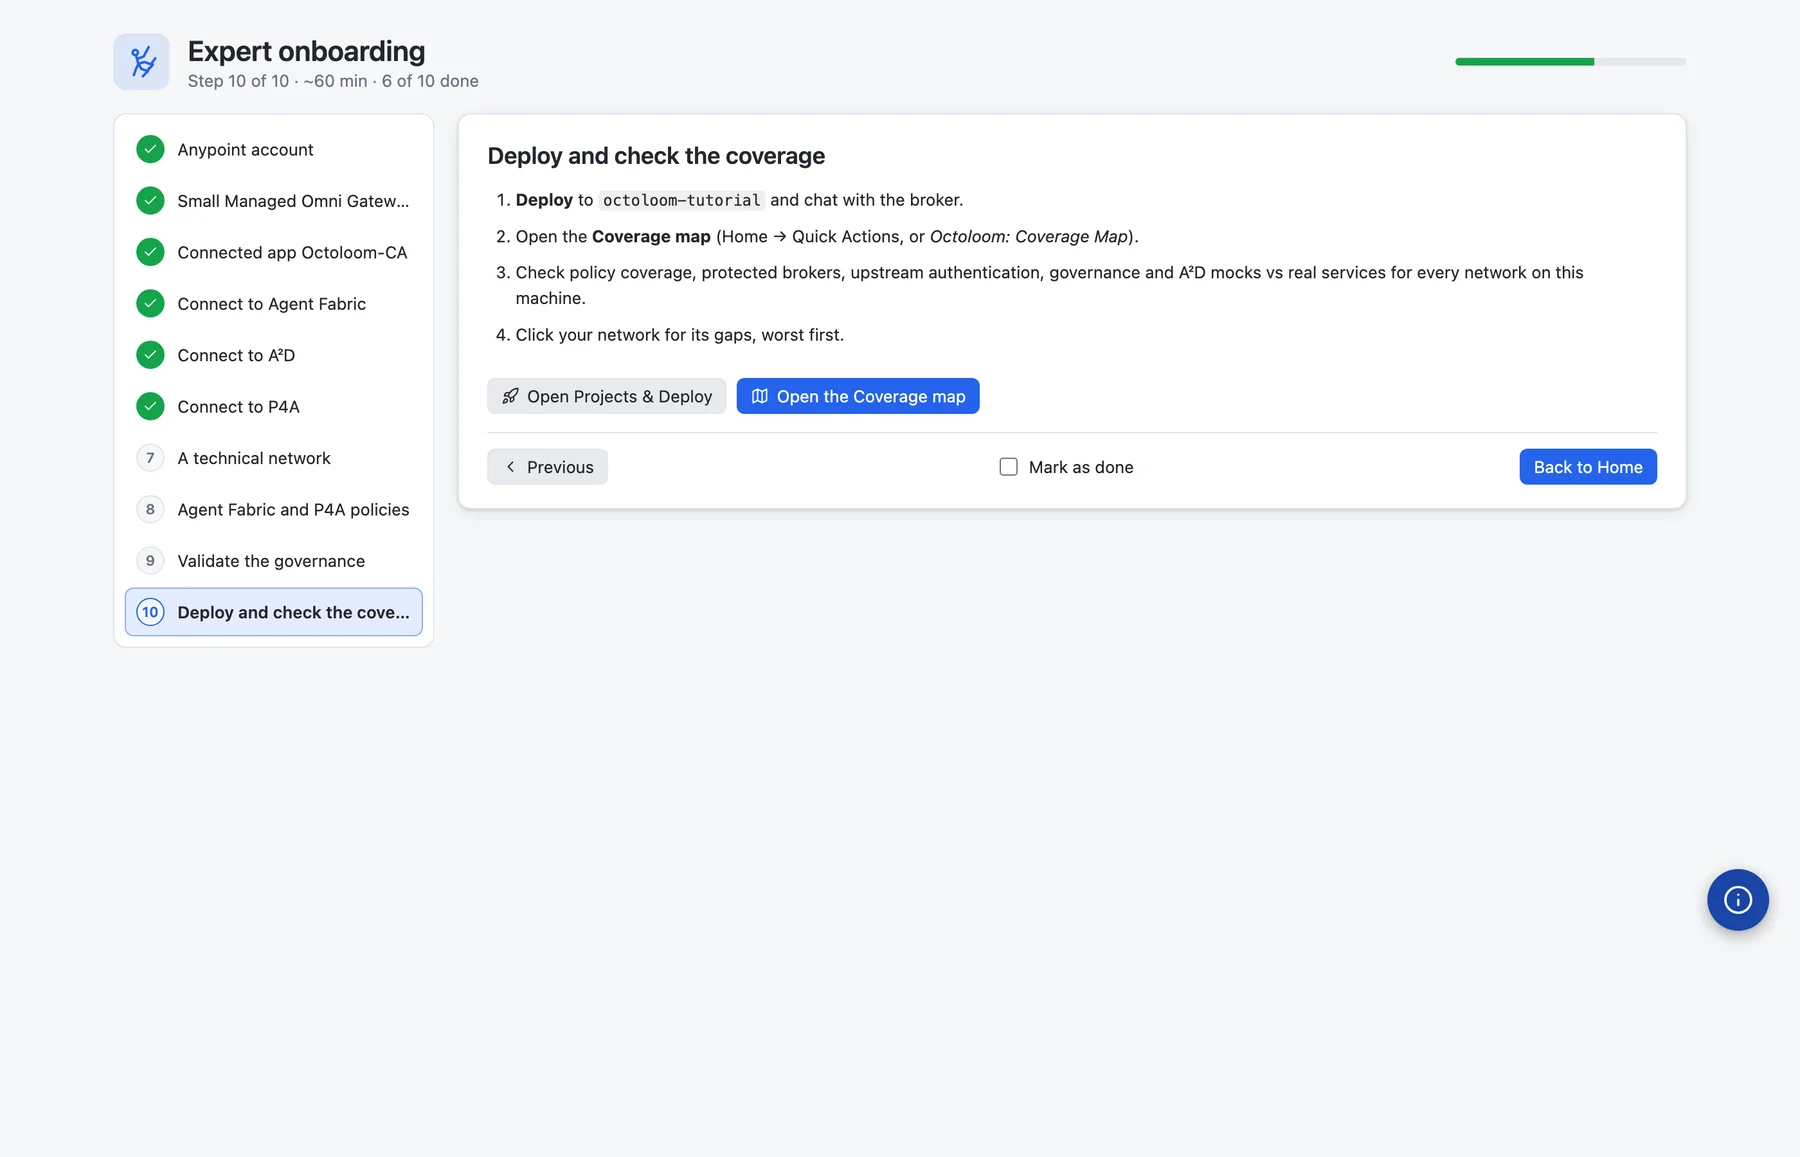 Expert onboarding
Step 10 of 10 · ~60 min · 6 of 10 done
Anypoint account
Small Managed Omni Gatew...
Connected app Octoloom-CA
Connect to Agent Fabric
Connect to A²D
Connect to P4A
7 A technical network
8 Agent Fabric and P4A policies
9 Validate the governance
10 Deploy and check the cove...
Deploy and check the coverage
1. Deploy to octoloom-tutorial and chat with the broker.
2. Open the Coverage map (Home → Quick Actions, or Octoloom: Coverage Map).
3. Check policy coverage, protected brokers, upstream authentication, governance and A²D mocks vs real services for every network on this
machine.
4. Click your network for its gaps, worst first.
Open Projects & Deploy
Open the Coverage map
Previous
Mark as done
Back to Home